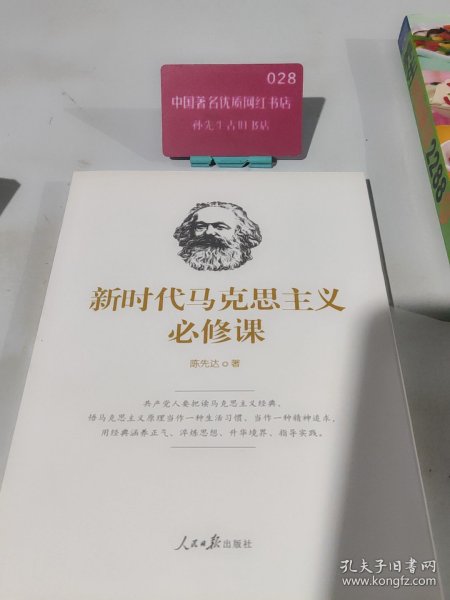 028
中国著名优质网红书店
孙先生古旧书店
2288
新时代马克思主义
必修课
陈先达 著
共产党人要把读马克思主义经典、
悟马克思主义原理当作一种生活习惯、当作一种精神追求,
用经典涵养正气、淬炼思想、升华境界、指导实践。
人民日报出版社
孔夫子旧书网
www.kongfz.com